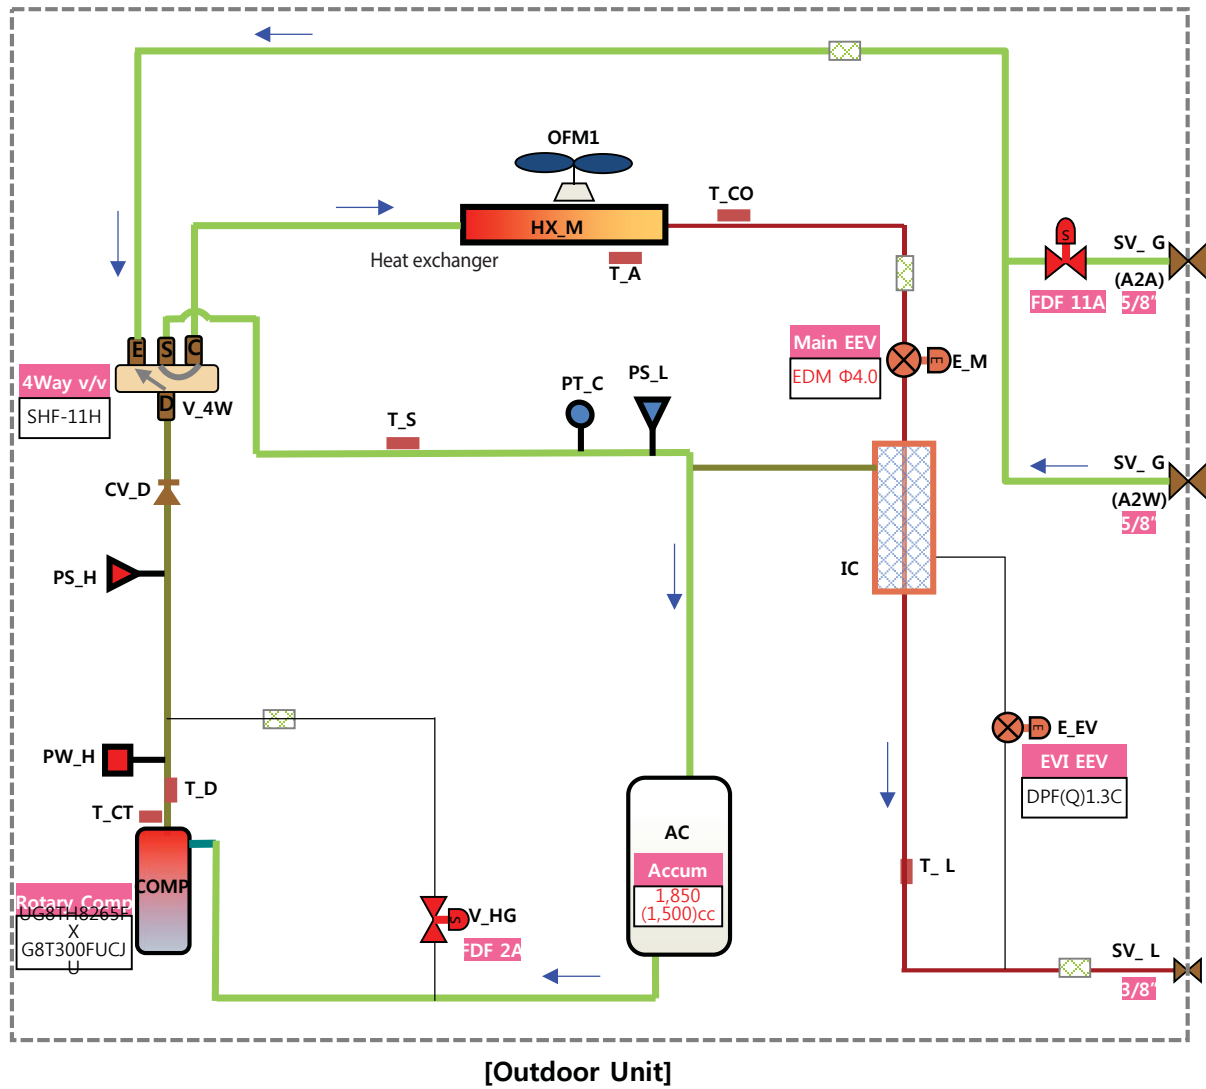 OFM1
T_CO
HX_M
Heat exchanger
T_A
S
SV_ G
(A2A)
FDF 11A
5/8"
E
S
C
D
4Way v/v
SHF-11H
V_4W
Main EEV
EDM Φ4.0
E
E_M
PT_C
PS_L
T_S
CV_D
SV_ G
(A2W)
5/8"
PS_H
IC
E
E_EV
EVI EEV
DPF(Q)1.3C
PW_H
T_D
T_CT
AC
Accum
1,850
(1,500)cc
T_ L
COMP
Rotary Comp
UG8TH8265F
X
G8T300FUCJ
U
S
V_HG
FDF 2A
SV_ L
3/8"
[Outdoor Unit]